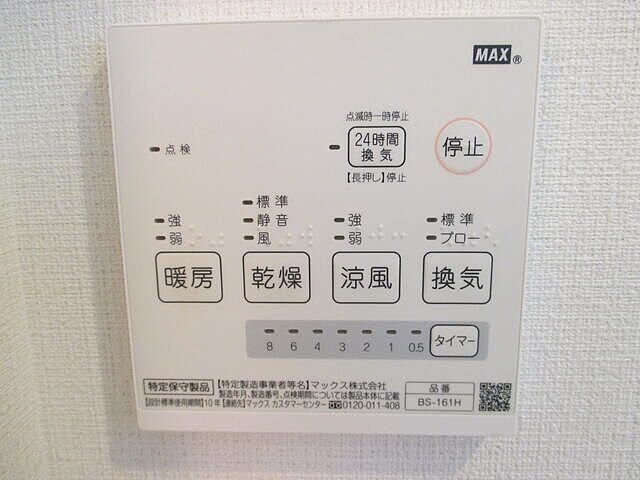 MAX®
点滅時一時停止
点検
24時間
換気
停止
【長押し】停止
標準
強
静音
強
標準
弱
風
弱
ブロー
暖房
乾燥
涼風
換気
8 6 4 3 2 1 0.5
タイマー
特定保守製品
【特定製造事業者等名】マックス株式会社
製造年月、製造番号、点検期間については製品本体に記載
【設計標準使用期間】10年【連絡先】マックス カスタマーセンター 0120-011-408
品番
BS-161H